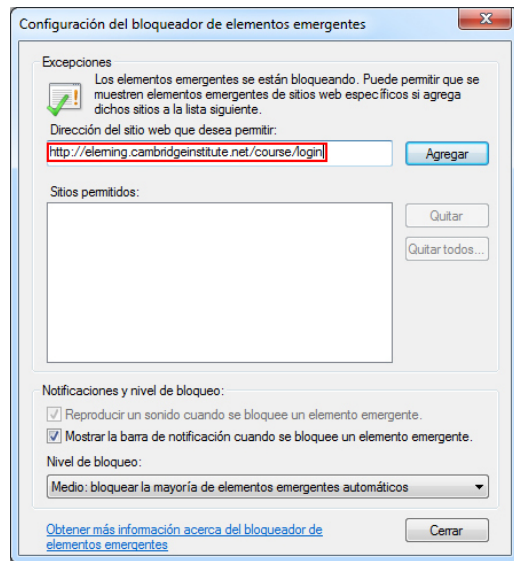 Configuración del bloqueador de elementos emergentes
Excepciones
Los elementos emergentes se están bloqueando. Puede permitir que se
muestren elementos emergentes de sitios web específicos si agrega
dichos sitios a la lista siguiente.
Dirección del sitio web que desea permitir:
http://elerning.cambridgeinstitute.net/course/login
Agregar
Sitios permitidos:
Quitar
Quitar todos...
Notificaciones y nivel de bloqueo:
Reproducir un sonido cuando se bloquee un elemento emergente.
Mostrar la barra de notificación cuando se bloquee un elemento emergente.
Nivel de bloqueo:
Medio: bloquear la mayoría de elementos emergentes automáticos
Obtener más información acerca del bloqueador de
elementos emergentes
Cerrar